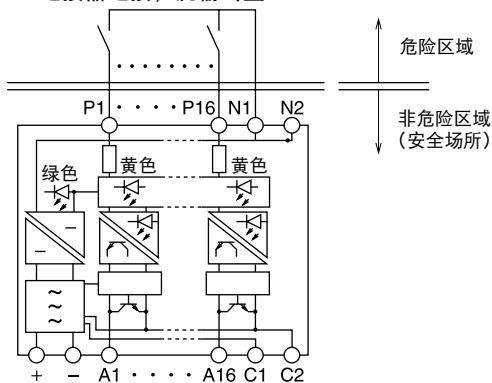 危险区域
P1 · · · · P16 N1 N2
非危险区域
(安全场所)
绿色 黄色 黄色
+ − A1 · · · · A16 C1 C2